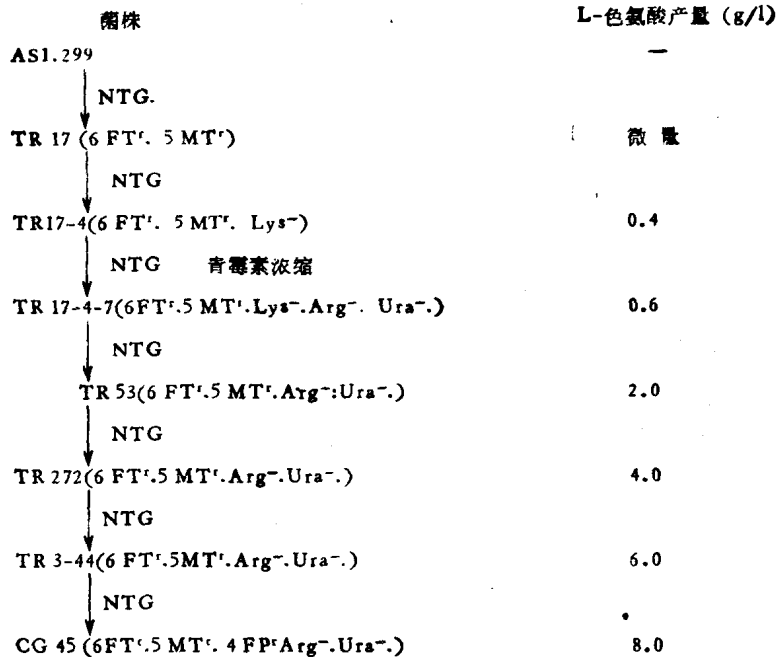 菌株 L-色氨酸产量 (g/l)
AS1.299 —
NTG.
TR 17 (6 FTʳ. 5 MTʳ) 微量
NTG
TR17-4(6 FTʳ. 5 MTʳ. Lys⁻) 0.4
NTG 青霉素浓缩
TR 17-4-7(6FTʳ.5 MTʳ.Lys⁻.Arg⁻. Ura⁻.) 0.6
NTG
TR 53(6 FTʳ.5 MTʳ.Arg⁻:Ura⁻.) 2.0
NTG
TR 272(6 FTʳ.5 MTʳ.Arg⁻.Ura⁻.) 4.0
NTG
TR 3-44(6 FTʳ.5MTʳ.Arg⁻.Ura⁻.) 6.0
NTG
CG 45 (6FTʳ.5 MTʳ. 4 FPʳArg⁻.Ura⁻.) 8.0